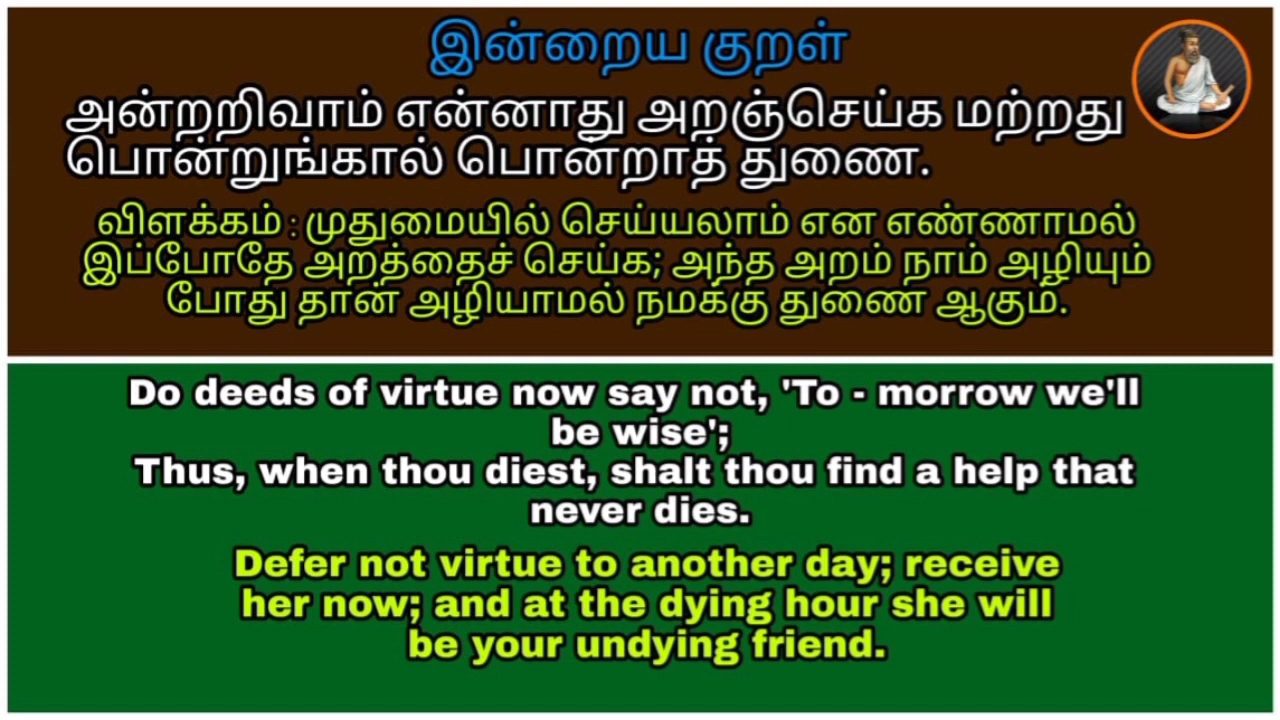 இன்றைய குறள்
அன்றறிவாம் என்னாது அறஞ்செய்க மற்றது
பொன்றுங்கால் பொன்றாத் துணை.
விளக்கம் : முதுமையில் செய்யலாம் என எண்ணாமல்
இப்போதே அறத்தைச் செய்க; அந்த அறம் நாம் அழியும்
போது தான் அழியாமல் நமக்கு துணை ஆகும்.
Do deeds of virtue now say not, 'To - morrow we'll
be wise';
Thus, when thou diest, shalt thou find a help that
never dies.
Defer not virtue to another day; receive
her now; and at the dying hour she will
be your undying friend.